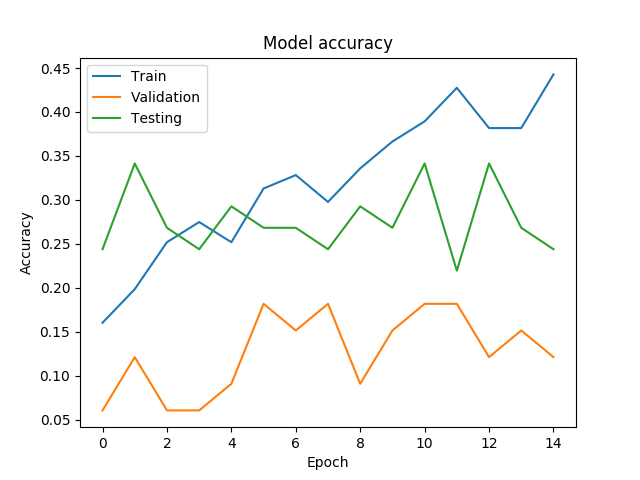 Model accuracy
Train
Validation
Testing
0.45
0.40
0.35
0.30
0.25
0.20
0.15
0.10
0.05
Accuracy
0 2 4 6 8 10 12 14
Epoch